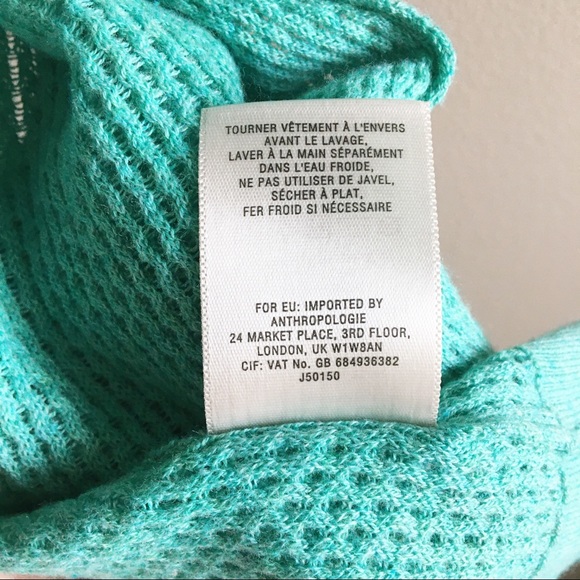 TOURNER VÊTEMENT À L'ENVERS
AVANT LE LAVAGE,
LAVER À LA MAIN SÉPARÉMENT
DANS L'EAU FROIDE,
NE PAS UTILISER DE JAVEL,
SÉCHER À PLAT,
FER FROID SI NÉCESSAIRE
FOR EU: IMPORTED BY
ANTHROPOLOGIE
24 MARKET PLACE, 3RD FLOOR,
LONDON, UK W1W8AN
CIF: VAT No. GB 684936382
J50150